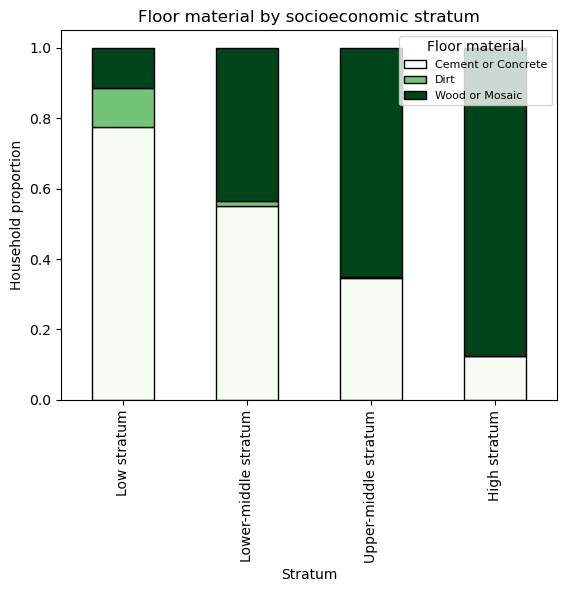 Floor material by socioeconomic stratum
Floor material
Cement or Concrete
Dirt
Wood or Mosaic
Household proportion
1.0
0.8
0.6
0.4
0.2
0.0
Low stratum
Lower-middle stratum
Upper-middle stratum
High stratum
Stratum